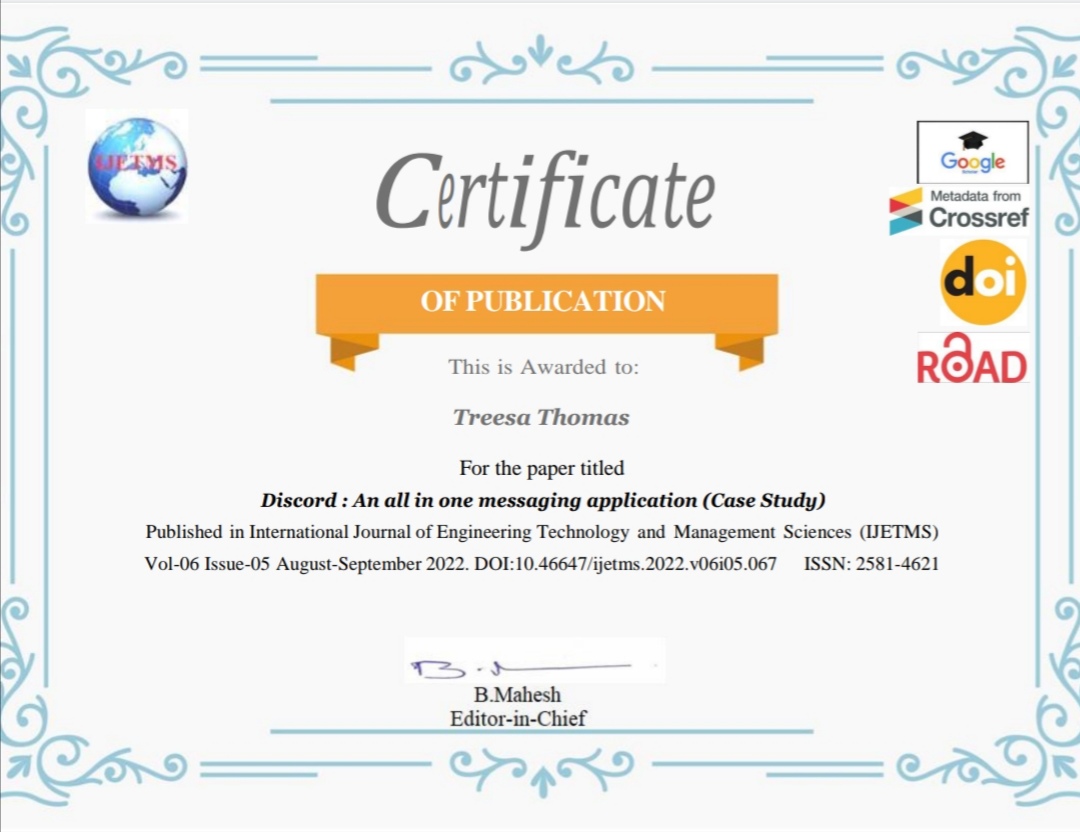 IJETMS
Certificate
OF PUBLICATION
This is Awarded to:
Treesa Thomas
For the paper titled
Discord : An all in one messaging application (Case Study)
Published in International Journal of Engineering Technology and Management Sciences (IJETMS)
Vol-06 Issue-05 August-September 2022. DOI:10.46647/ijetms.2022.v06i05.067 ISSN: 2581-4621
Google
Metadata from
Crossref
doi
ROAD
B.Mahesh
Editor-in-Chief